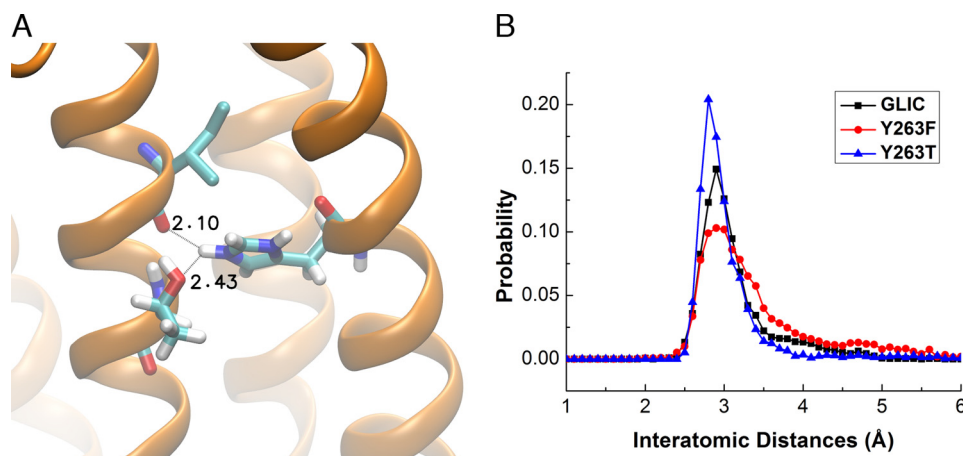 A
2.10
2.43
B
Probability
0.20
0.15
0.10
0.05
0.00
GLIC
Y263F
Y263T
1 2 3 4 5 6
Interatomic Distances (Å)